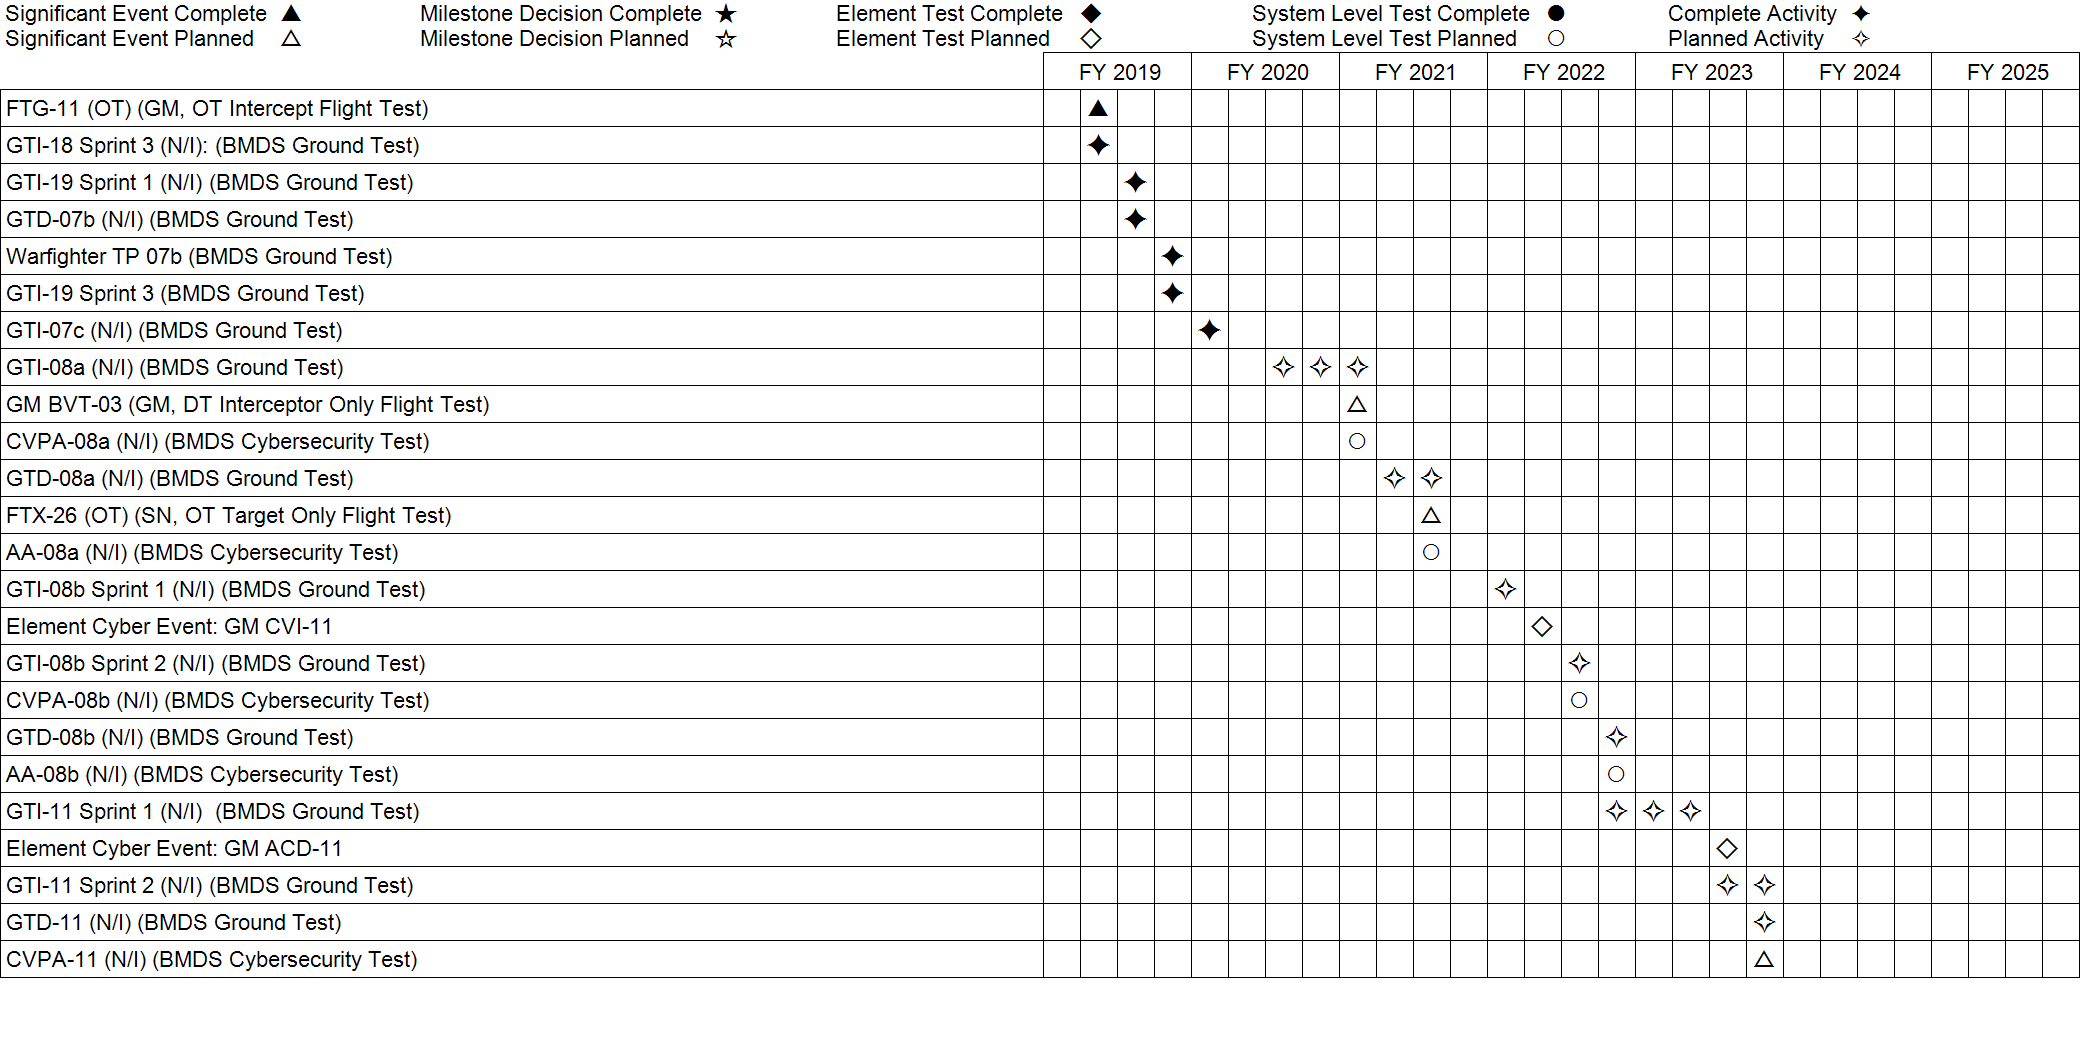 Significant Event Complete ▲ Milestone Decision Complete ★ Element Test Complete ◆ System Level Test Complete ● Complete Activity ✦
Significant Event Planned △ Milestone Decision Planned ☆ Element Test Planned ◇ System Level Test Planned ○ Planned Activity ✧
FY 2019 FY 2020 FY 2021 FY 2022 FY 2023 FY 2024 FY 2025
FTG-11 (OT) (GM, OT Intercept Flight Test)
GTI-18 Sprint 3 (N/I): (BMDS Ground Test)
GTI-19 Sprint 1 (N/I) (BMDS Ground Test)
GTD-07b (N/I) (BMDS Ground Test)
Warfighter TP 07b (BMDS Ground Test)
GTI-19 Sprint 3 (BMDS Ground Test)
GTI-07c (N/I) (BMDS Ground Test)
GTI-08a (N/I) (BMDS Ground Test)
GM BVT-03 (GM, DT Interceptor Only Flight Test)
CVPA-08a (N/I) (BMDS Cybersecurity Test)
GTD-08a (N/I) (BMDS Ground Test)
FTX-26 (OT) (SN, OT Target Only Flight Test)
AA-08a (N/I) (BMDS Cybersecurity Test)
GTI-08b Sprint 1 (N/I) (BMDS Ground Test)
Element Cyber Event: GM CVI-11
GTI-08b Sprint 2 (N/I) (BMDS Ground Test)
CVPA-08b (N/I) (BMDS Cybersecurity Test)
GTD-08b (N/I) (BMDS Ground Test)
AA-08b (N/I) (BMDS Cybersecurity Test)
GTI-11 Sprint 1 (N/I) (BMDS Ground Test)
Element Cyber Event: GM ACD-11
GTI-11 Sprint 2 (N/I) (BMDS Ground Test)
GTD-11 (N/I) (BMDS Ground Test)
CVPA-11 (N/I) (BMDS Cybersecurity Test)